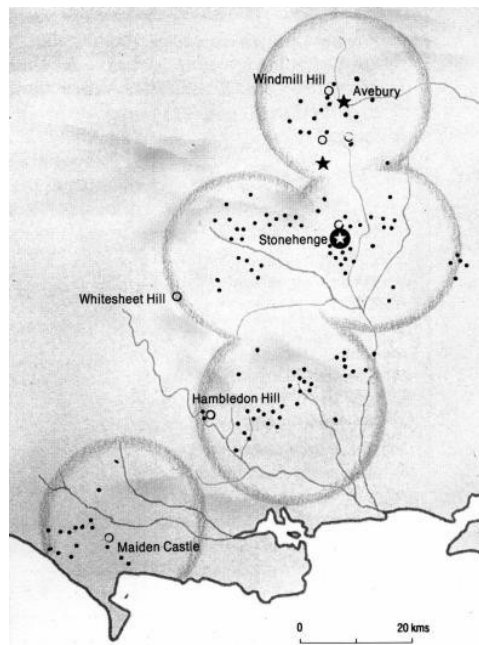 Windmill Hill
Avebury
Stonehenge
Whitesheet Hill
Hambledon Hill
Maiden Castle
0 20 kms